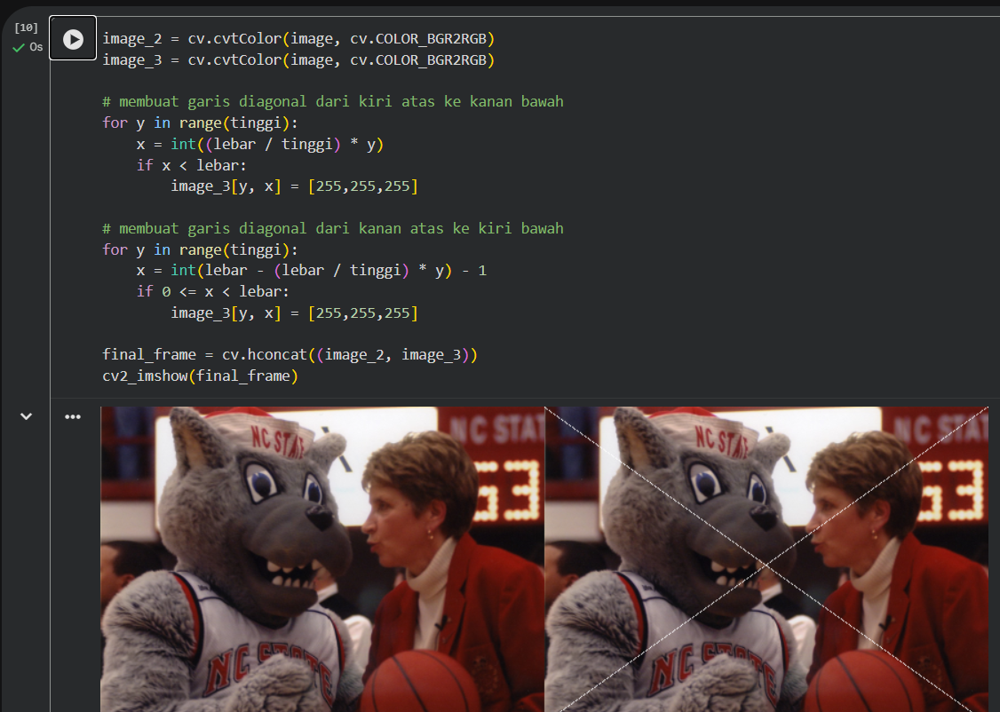 [10]
0s
image_2 = cv.cvtColor(image, cv.COLOR_BGR2RGB)
image_3 = cv.cvtColor(image, cv.COLOR_BGR2RGB)
# membuat garis diagonal dari kiri atas ke kanan bawah
for y in range(tinggi):
    x = int((lebar / tinggi) * y)
    if x < lebar:
        image_3[y, x] = [255,255,255]
# membuat garis diagonal dari kanan atas ke kiri bawah
for y in range(tinggi):
    x = int(lebar - (lebar / tinggi) * y) - 1
    if 0 <= x < lebar:
        image_3[y, x] = [255,255,255]
final_frame = cv.hconcat((image_2, image_3))
cv2_imshow(final_frame)
NC STATE
NC STAT
53
NC STATE
NC STATE
NC STAT
53
NC STATE